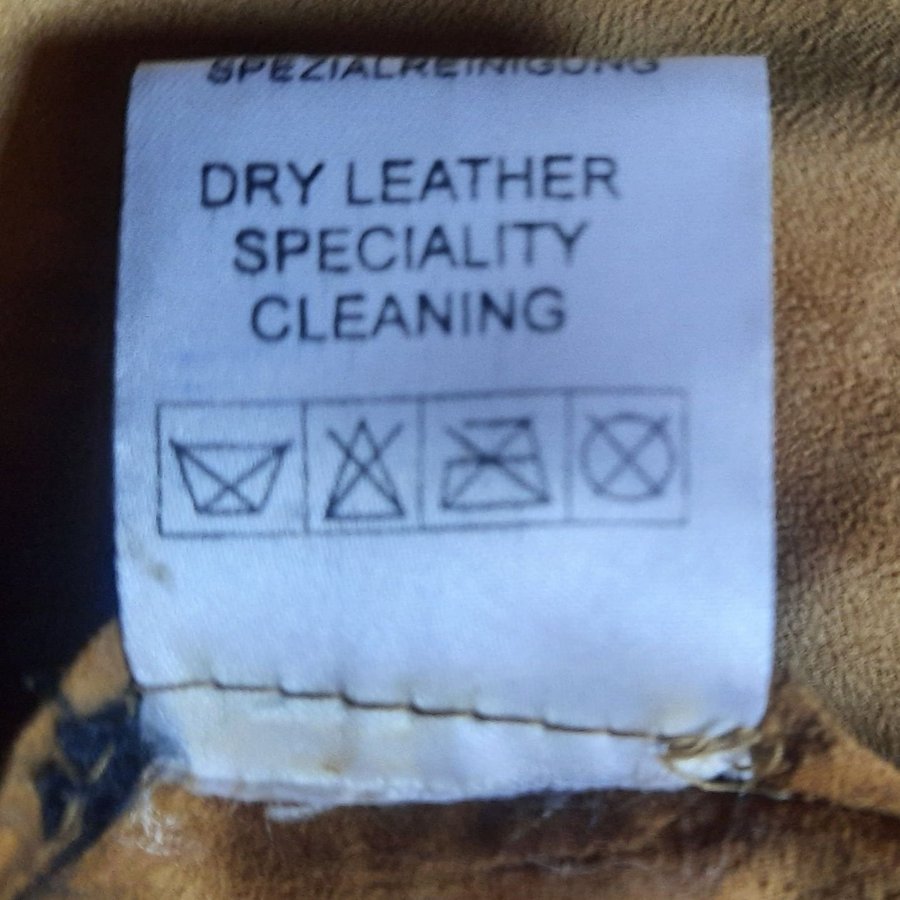 SPEZIALREINIGUNG
DRY LEATHER
SPECIALITY
CLEANING